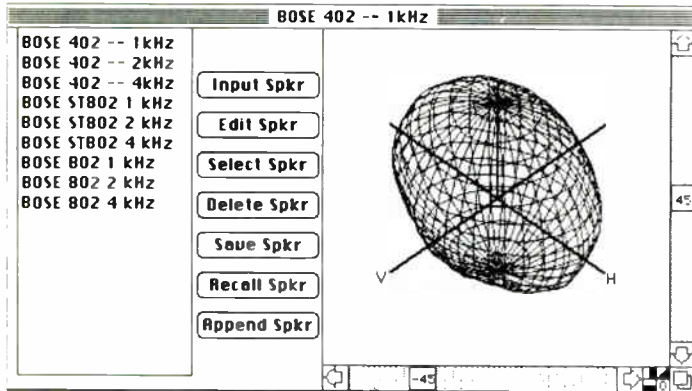 BOSE 402 -- 1kHz
BOSE 402 -- 1kHz
BOSE 402 -- 2kHz
BOSE 402 -- 4kHz
BOSE ST802 1 kHz
BOSE ST802 2 kHz
BOSE ST802 4 kHz
BOSE 802 1 kHz
BOSE 802 2 kHz
BOSE 802 4 kHz
Input Spkr
Edit Spkr
Select Spkr
Delete Spkr
Save Spkr
Recall Spkr
Append Spkr
V
H
45
-45
0